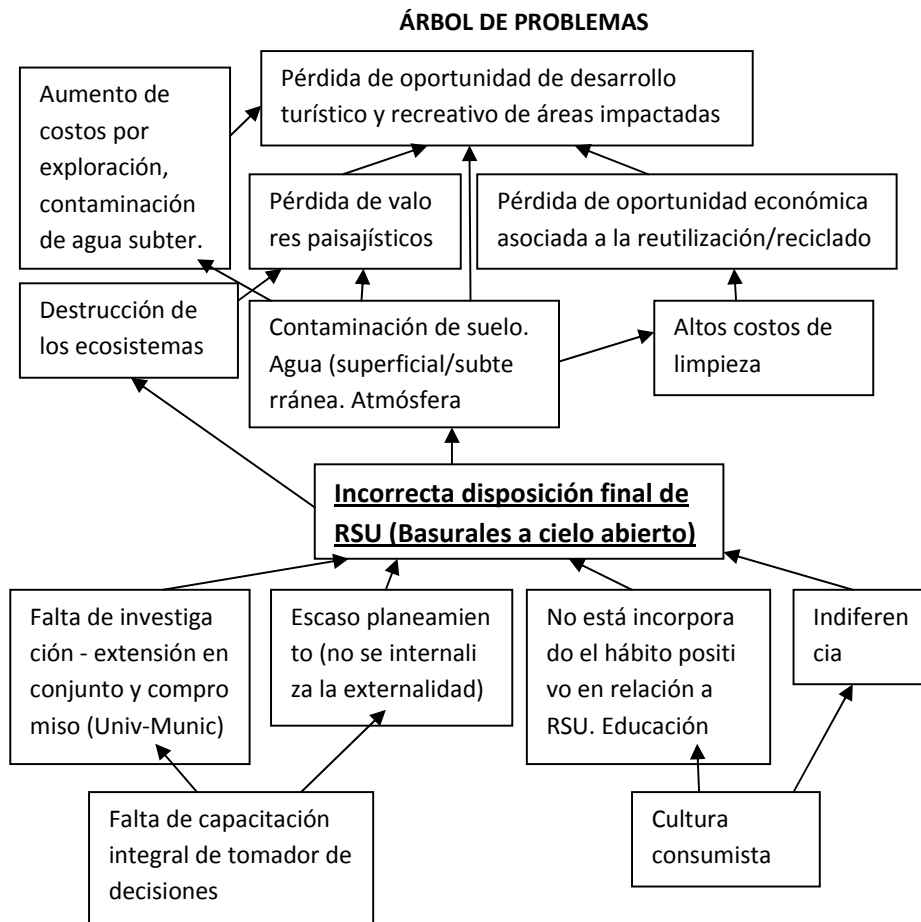 ÁRBOL DE PROBLEMAS
Aumento de
costos por
exploración,
contaminación
de agua subter.
Pérdida de oportunidad de desarrollo
turístico y recreativo de áreas impactadas
Pérdida de valo
res paisajísticos
Pérdida de oportunidad económica
asociada a la reutilización/reciclado
Destrucción de
los ecosistemas
Contaminación de suelo.
Agua (superficial/subte
rránea. Atmósfera
Altos costos de
limpieza
Incorrecta disposición final de
RSU (Basurales a cielo abierto)
Falta de investiga
ción - extensión en
conjunto y compro
miso (Univ-Munic)
Escaso planeamien
to (no se internali
za la externalidad)
No está incorpora
do el hábito positi
vo en relación a
RSU. Educación
Indiferen
cia
Falta de capacitación
integral de tomador de
decisiones
Cultura
consumista